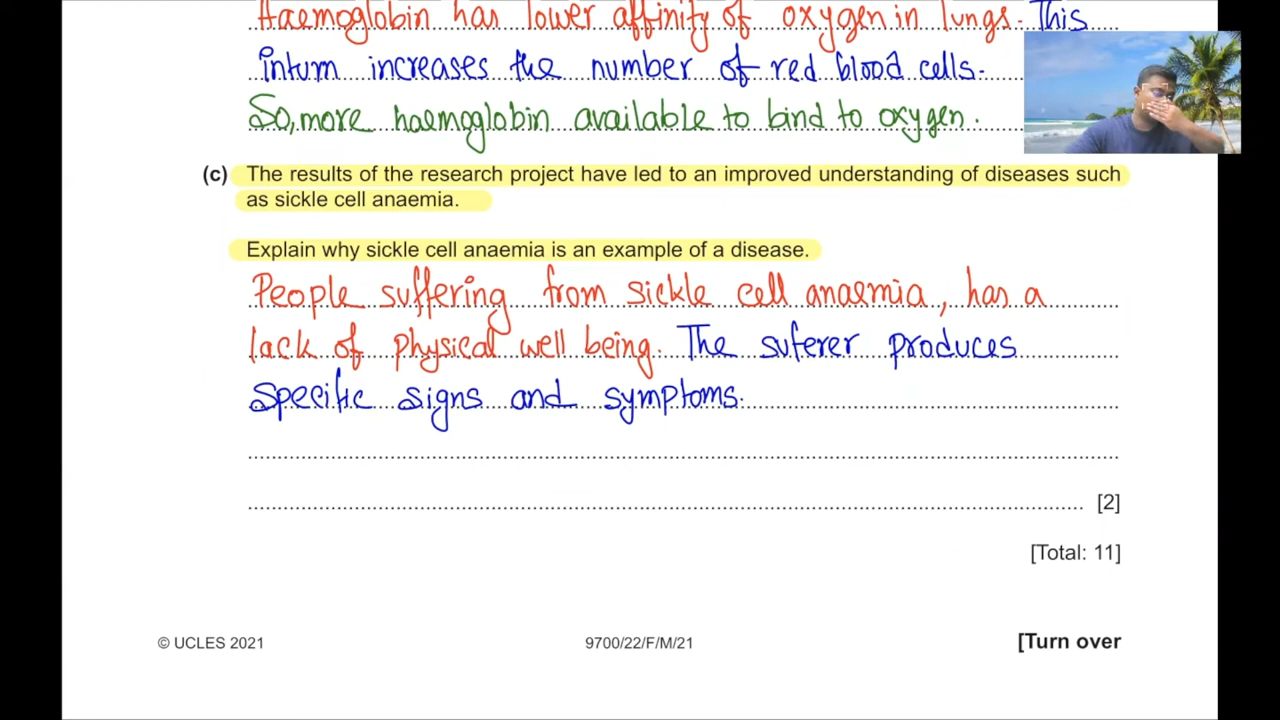 Haemoglobin has lower affinity of oxygen in lungs. This
inturn increases the number of red blood cells.
So, more haemoglobin available to bind to oxygen.
(c) The results of the research project have led to an improved understanding of diseases such
as sickle cell anaemia.
Explain why sickle cell anaemia is an example of a disease.
People suffering from sickle cell anaemia, has a
lack of physical well being. The suferer produces
specific signs and symptoms.
[2]
[Total: 11]
© UCLES 2021 9700/22/F/M/21 [Turn over